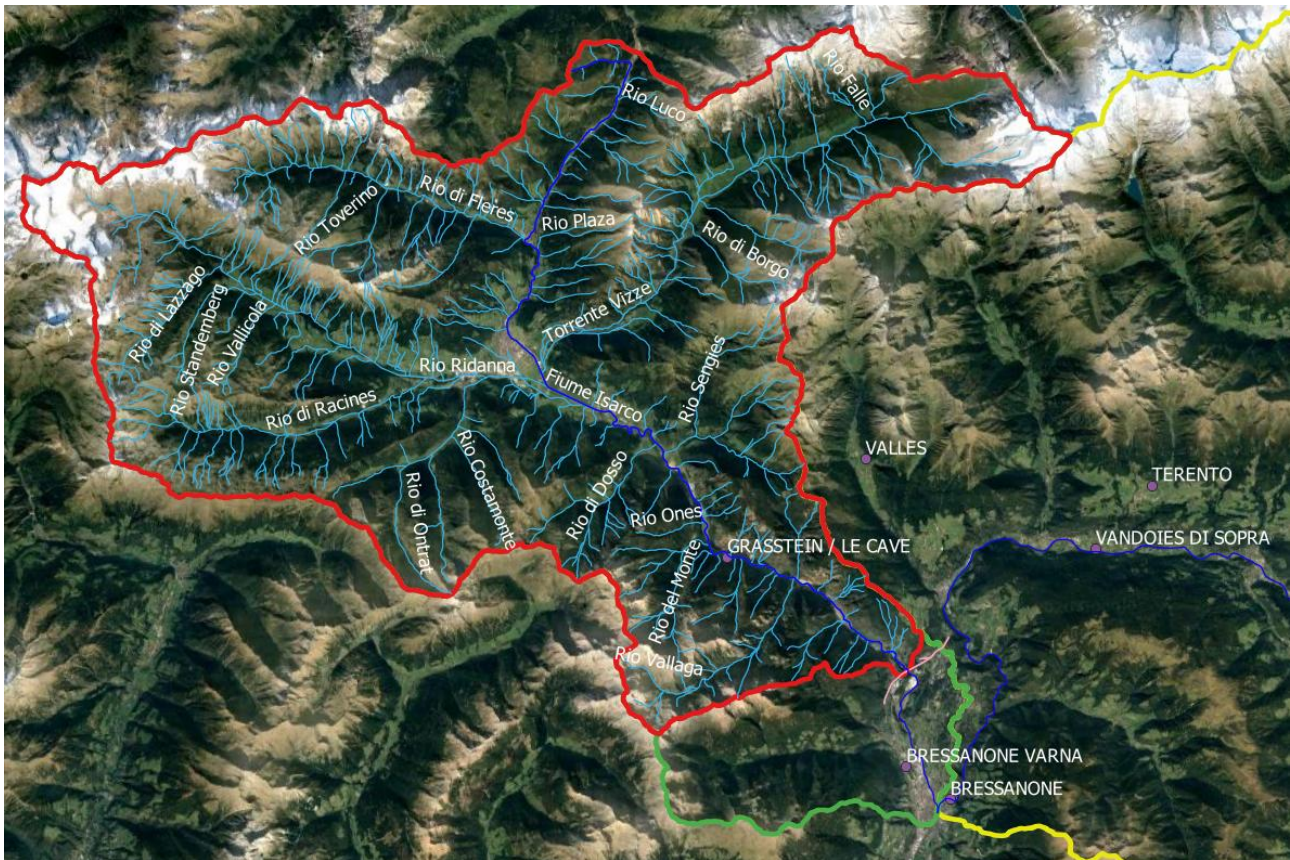 Rio Falle
Rio Luco
Rio di Fleres
Rio Toverino
Rio Plaza
Rio di Borgo
Rio di Lazzago
Rio Standemberg
Rio Vallicola
Torrente Vizze
Rio Ridanna
Fiume Isarco
Rio Sengies
Rio di Racines
VALLES
TERENTO
Rio Costamonte
Rio di Ontrat
Rio di Dosso
Rio Ones
VANDOIES DI SOPRA
GRASSTEIN / LE CAVE
Rio del Monte
Rio Vallaga
BRESSANONE VARNA
BRESSANONE